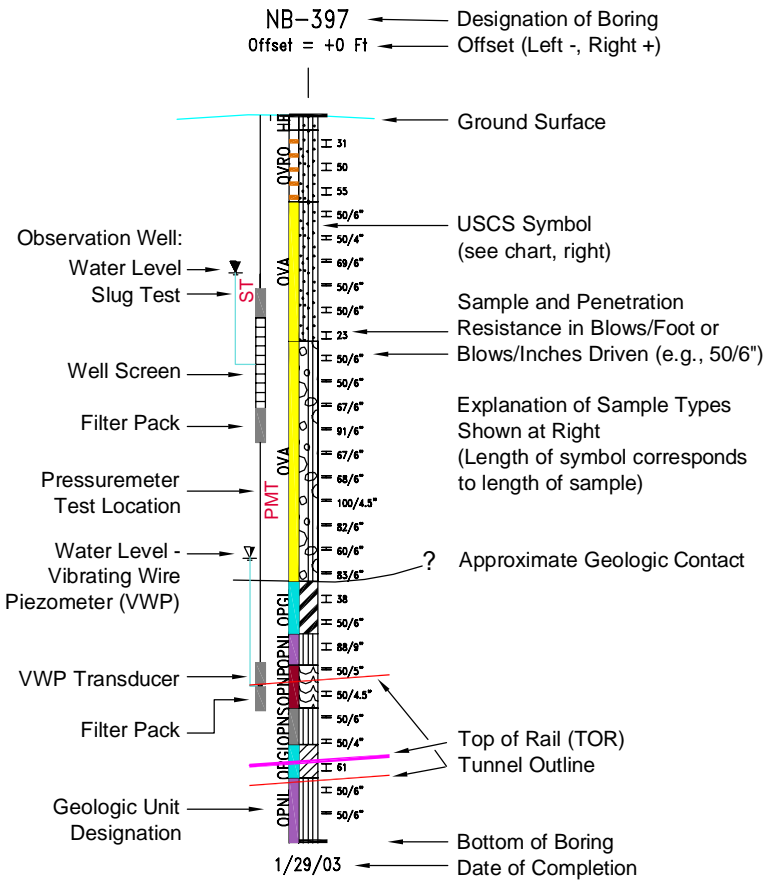 NB-397
Designation of Boring
Offset = +0 Ft
Offset (Left -, Right +)
Ground Surface
HF
31
QVRO
50
55
50/6"
USCS Symbol
(see chart, right)
50/4"
Observation Well:
Water Level
Slug Test
ST
QVA
69/6"
50/6"
50/6"
23
Sample and Penetration
Resistance in Blows/Foot or
Blows/Inches Driven (e.g., 50/6")
50/6"
Well Screen
50/6"
67/6"
Filter Pack
91/6"
Explanation of Sample Types
Shown at Right
(Length of symbol corresponds
to length of sample)
QVA
67/6"
68/6"
Pressuremeter
Test Location
PMT
100/4.5"
82/6"
Water Level -
Vibrating Wire
Piezometer (VWP)
60/6"
? Approximate Geologic Contact
83/6"
QPGL
38
50/6"
QPNL
88/9"
VWP Transducer
QPNP
50/5"
50/4.5"
Filter Pack
QPNS
50/6"
50/4"
Top of Rail (TOR)
Tunnel Outline
QPGL
61
Geologic Unit
Designation
QPNL
50/6"
50/6"
Bottom of Boring
1/29/03
Date of Completion